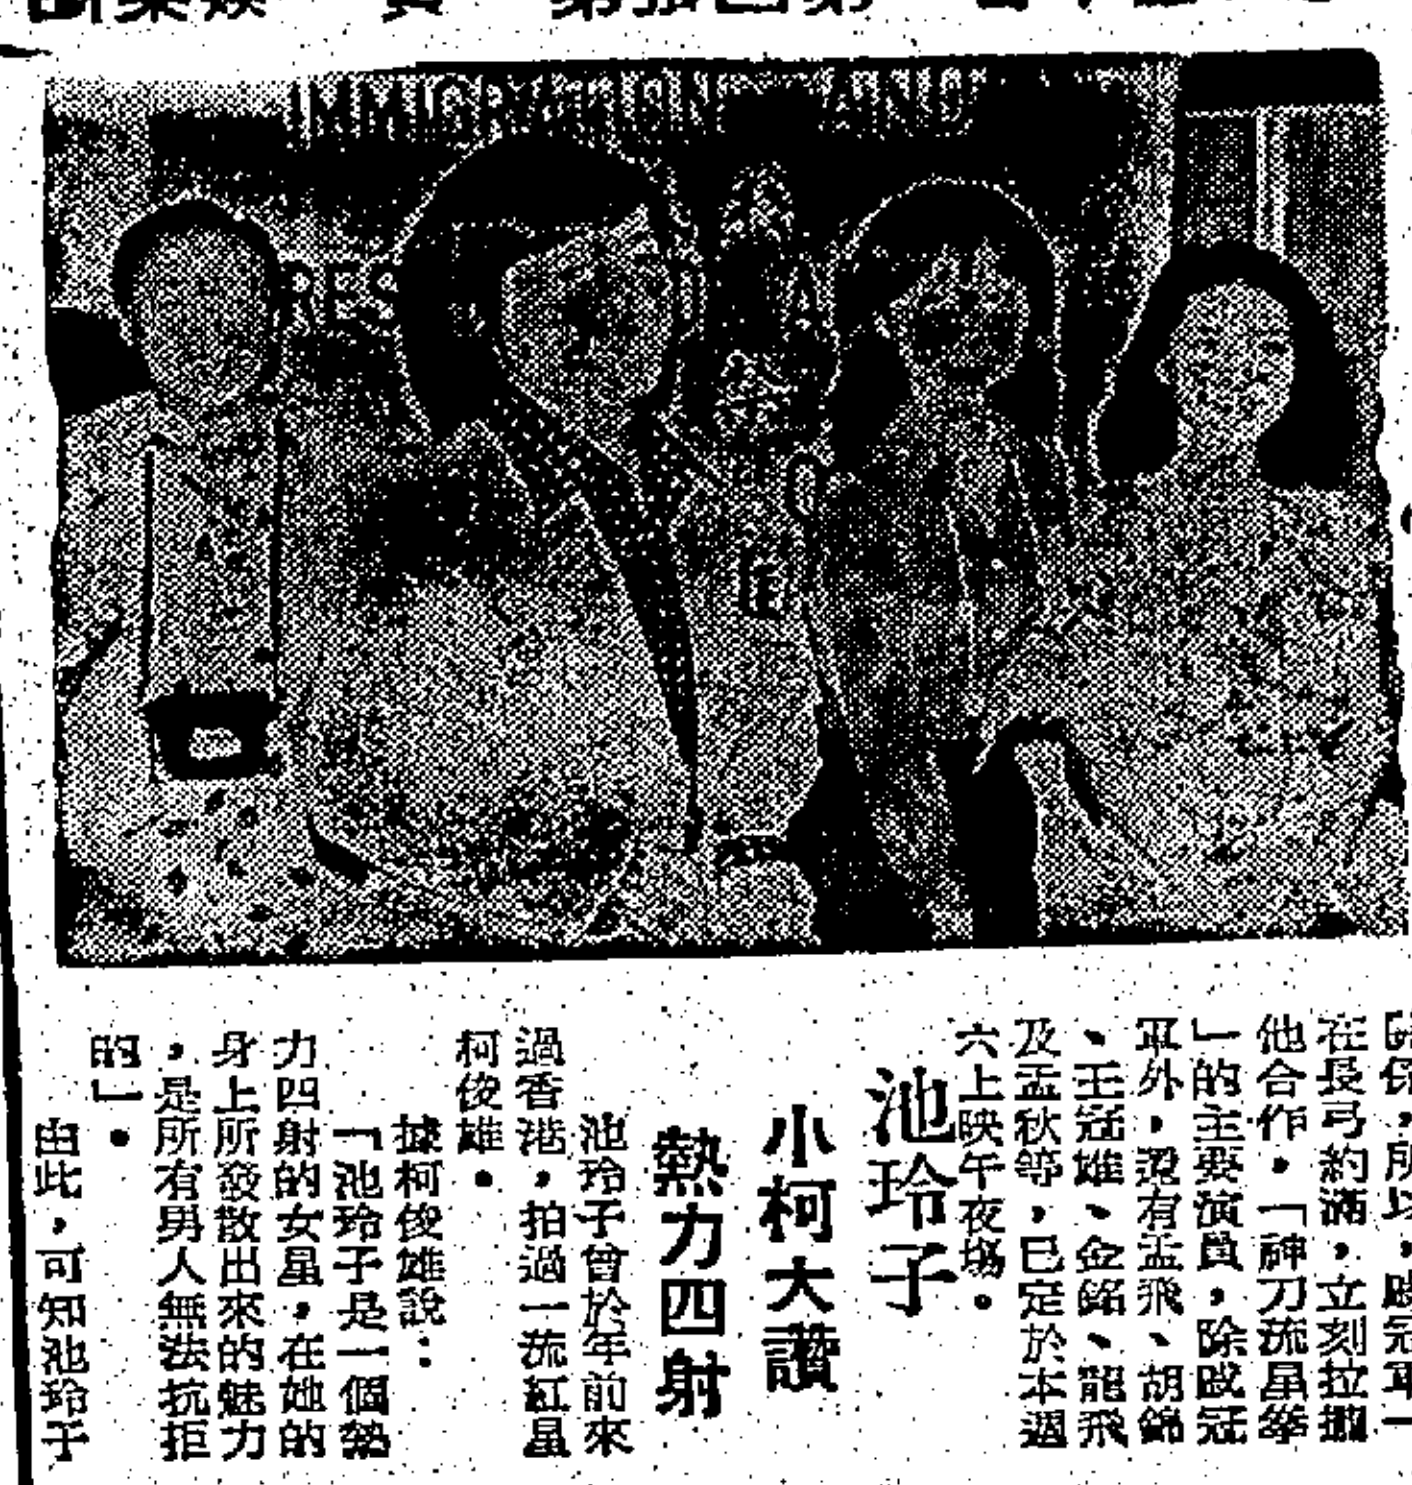 IMMIGRATION AND
在長弓約滿，立刻拉攏
他合作。「神刀流星拳
」的主要演員，除戚冠
軍外，還有孟飛、胡錦
、王冠雄、金銘、龍飛
及孟秋等，已定於本週
六上映午夜場。
池玲子
小柯大讚
熱力四射
池玲子曾於年前來
過香港，拍過一流紅星
柯俊雄。
據柯俊雄說：
「池玲子是一個熱
力四射的女星，在她的
身上所發散出來的魅力
，是所有男人無法抗拒
的」。
由此，可知池玲子